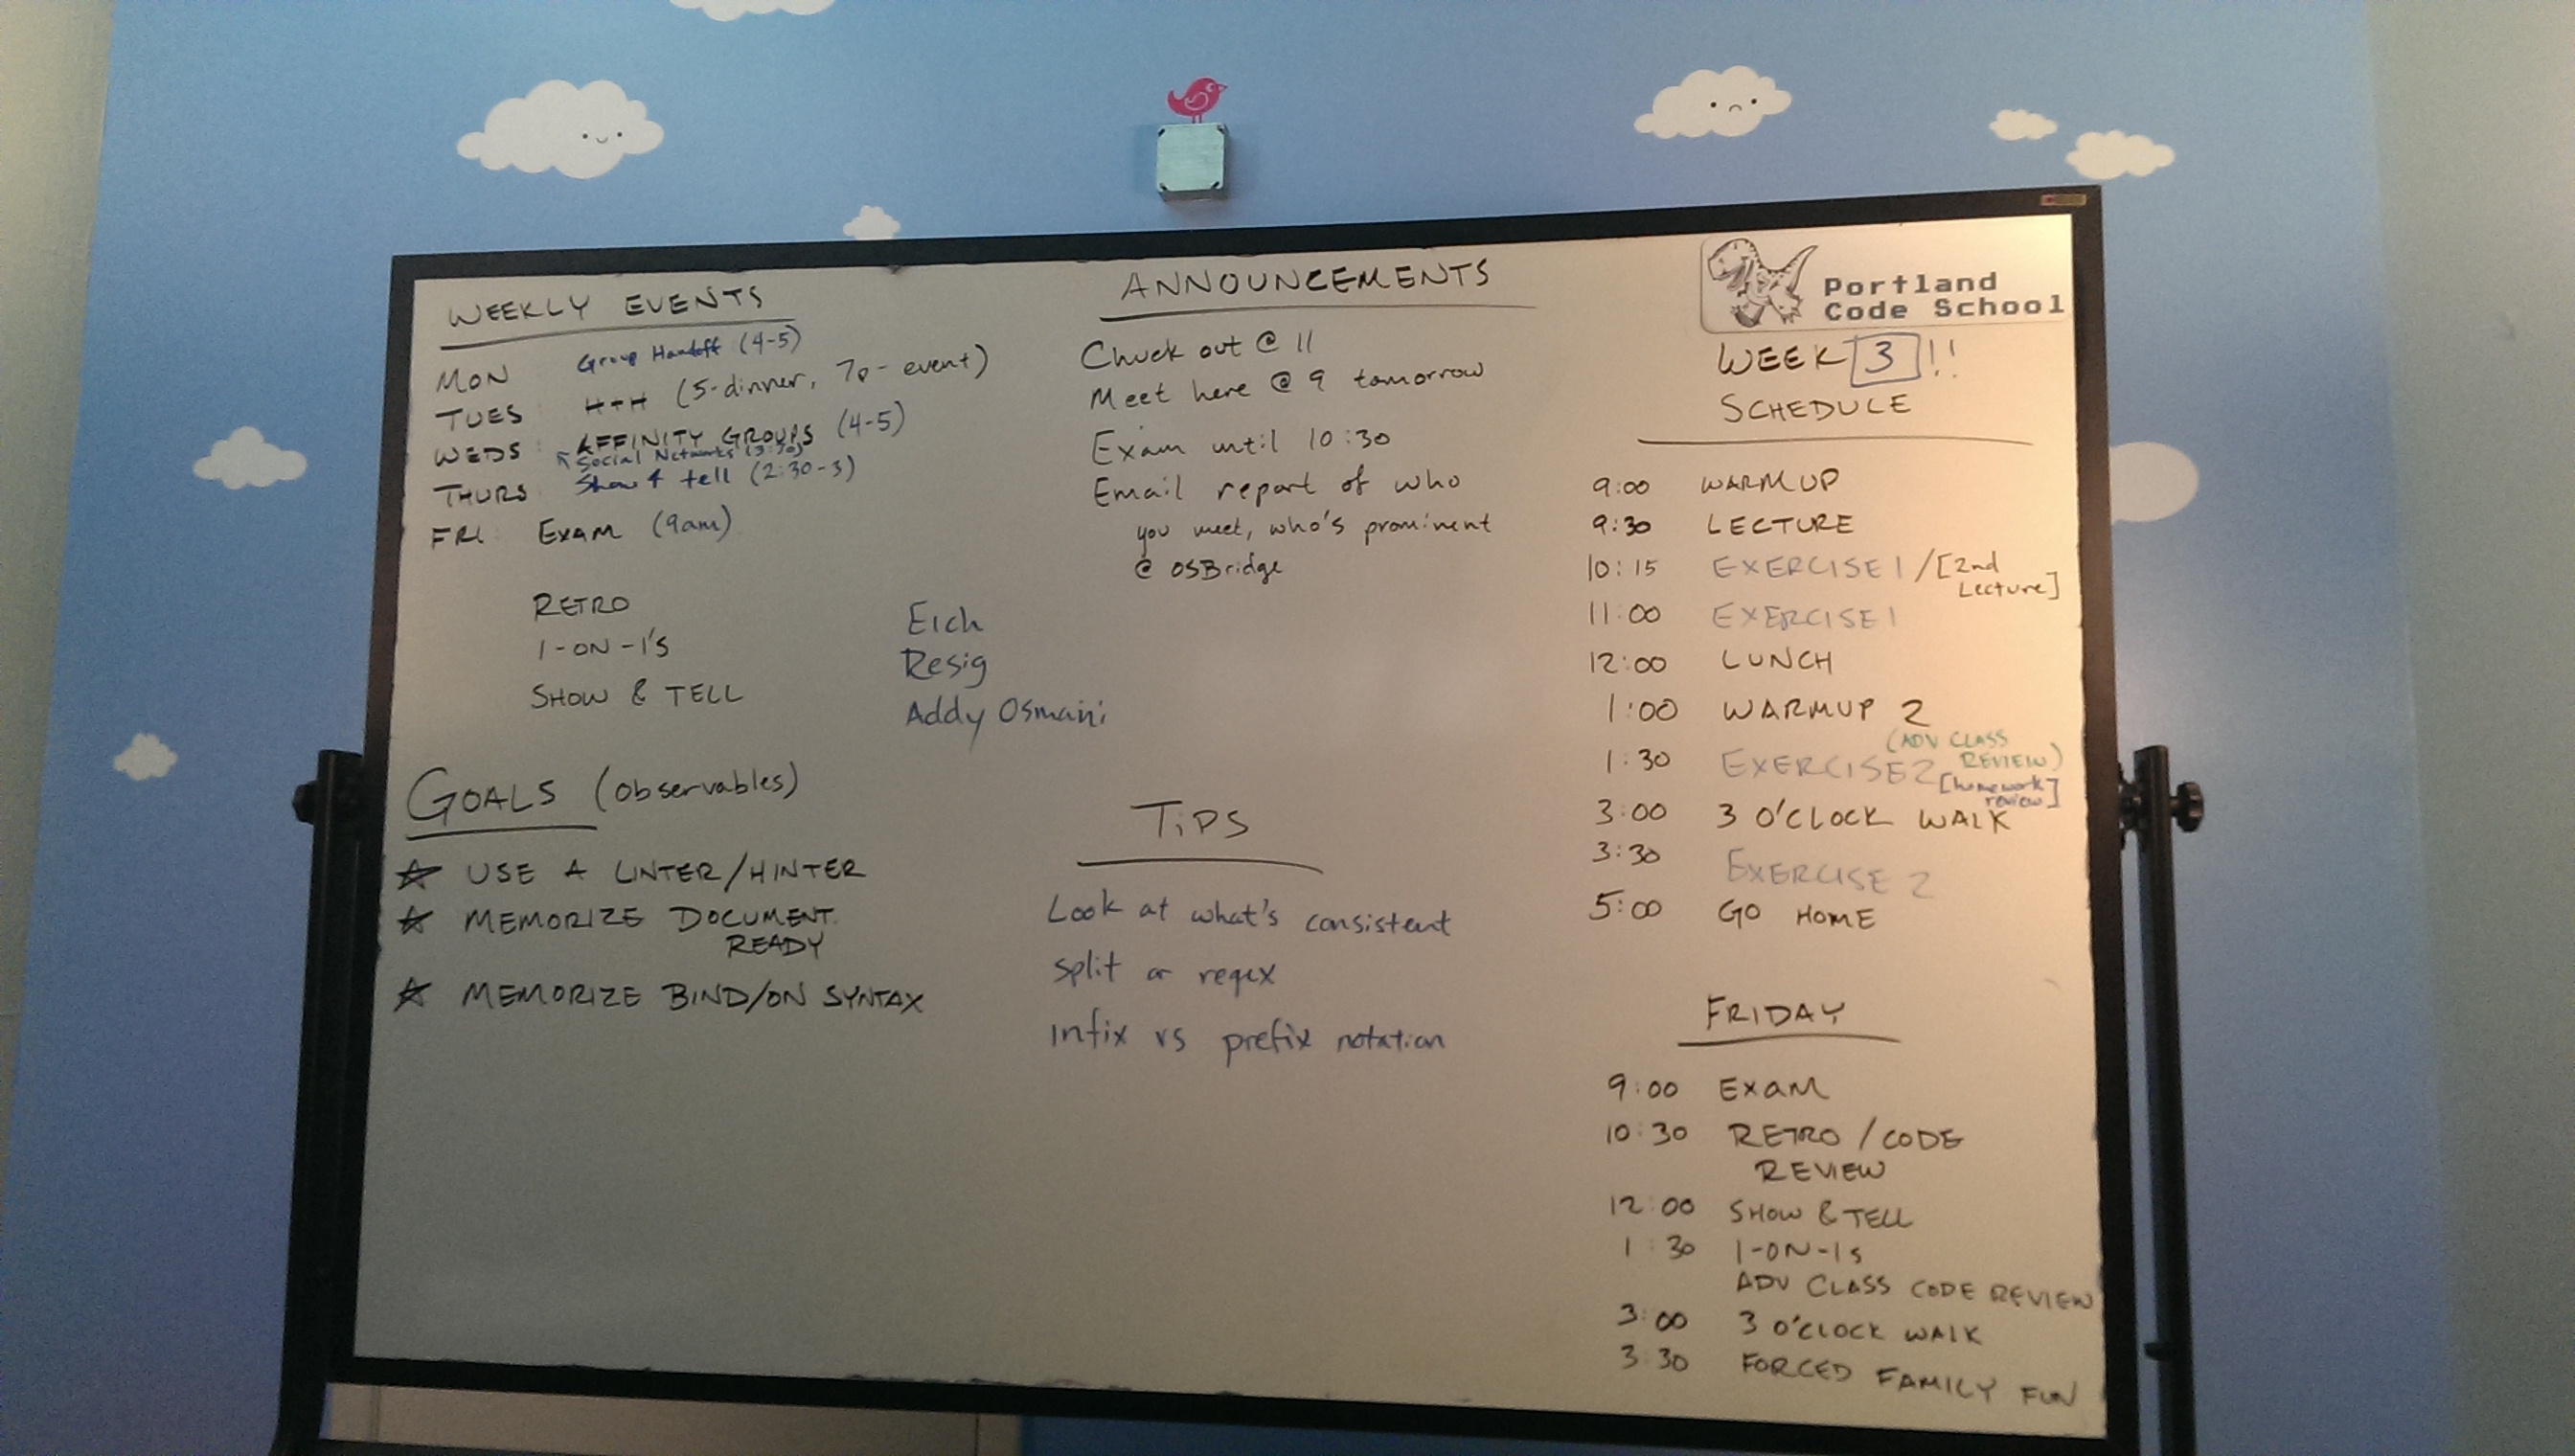 WEEKLY EVENTS
MON Group Handoff (4-5)
TUES H+H (5-dinner, 7p-event)
WEDS AFFINITY GROUPS (4-5)
Social Networks (3:30)
THURS Show & tell (2:30-3)
FRI EXAM (9am)
RETRO
1-ON-1'S
SHOW & TELL
Eich
Resig
Addy Osmani
GOALS (observables)
USE A LINTER/HINTER
MEMORIZE DOCUMENT.
READY
MEMORIZE BIND/ON SYNTAX
ANNOUNCEMENTS
Chuck out @ 11
Meet here @ 9 tomorrow
Exam until 10:30
Email report of who
you meet, who's prominent
@ OSBridge
TIPS
Look at what's consistent
split or regex
infix vs prefix notation
Portland
Code School
WEEK 3!!
SCHEDULE
9:00 WARMUP
9:30 LECTURE
10:15 EXERCISE 1 / [2nd
Lecture]
11:00 EXERCISE 1
12:00 LUNCH
1:00 WARMUP 2
(ADV CLASS
REVIEW)
1:30 EXERCISE 2
[homework
review]
3:00 3 O'CLOCK WALK
3:30 EXERCISE 2
5:00 GO HOME
FRIDAY
9:00 EXAM
10:30 RETRO / CODE
REVIEW
12:00 SHOW & TELL
1:30 1-ON-1s
ADV CLASS CODE REVIEW
3:00 3 O'CLOCK WALK
3:30 FORCED FAMILY FUN